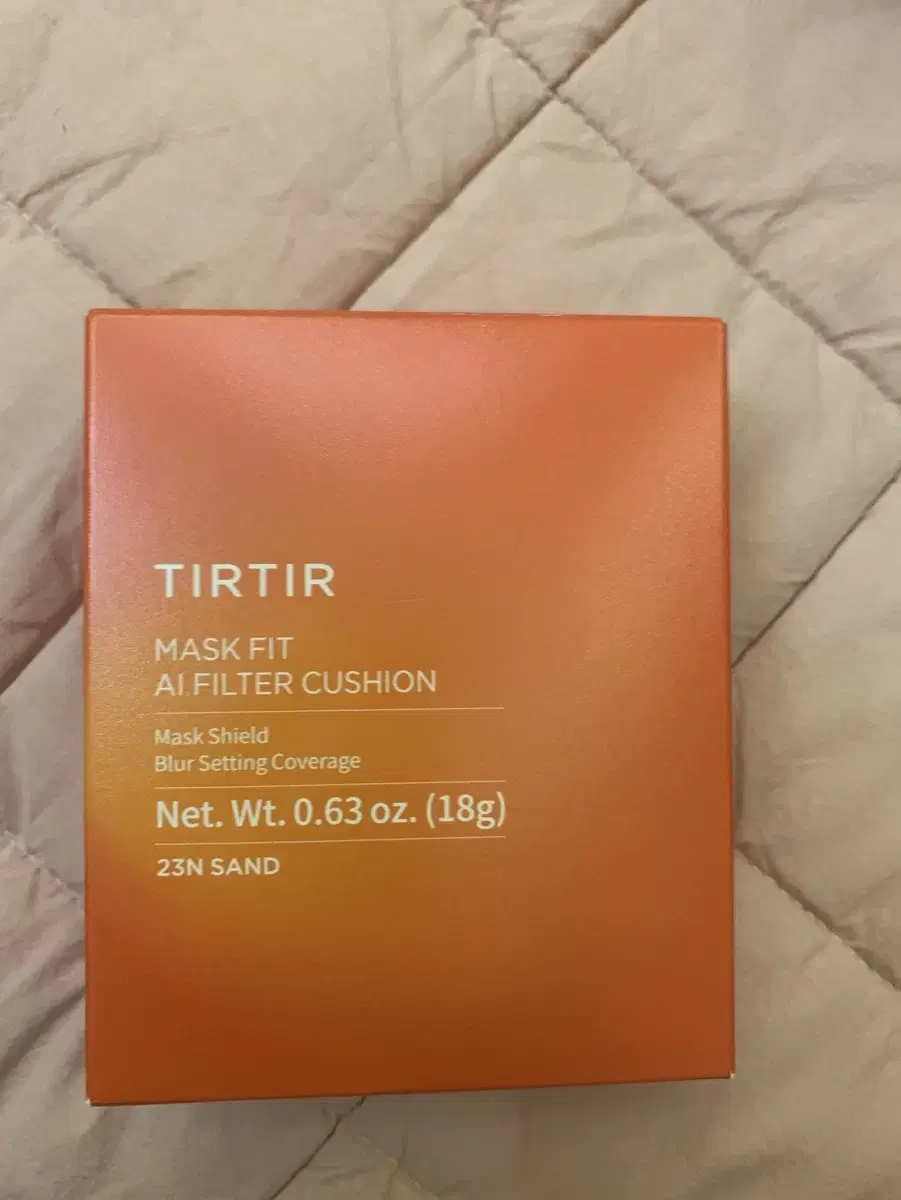 TIRTIR
MASK FIT
AI FILTER CUSHION
Mask Shield
Blur Setting Coverage
Net. Wt. 0.63 oz. (18g)
23N SAND